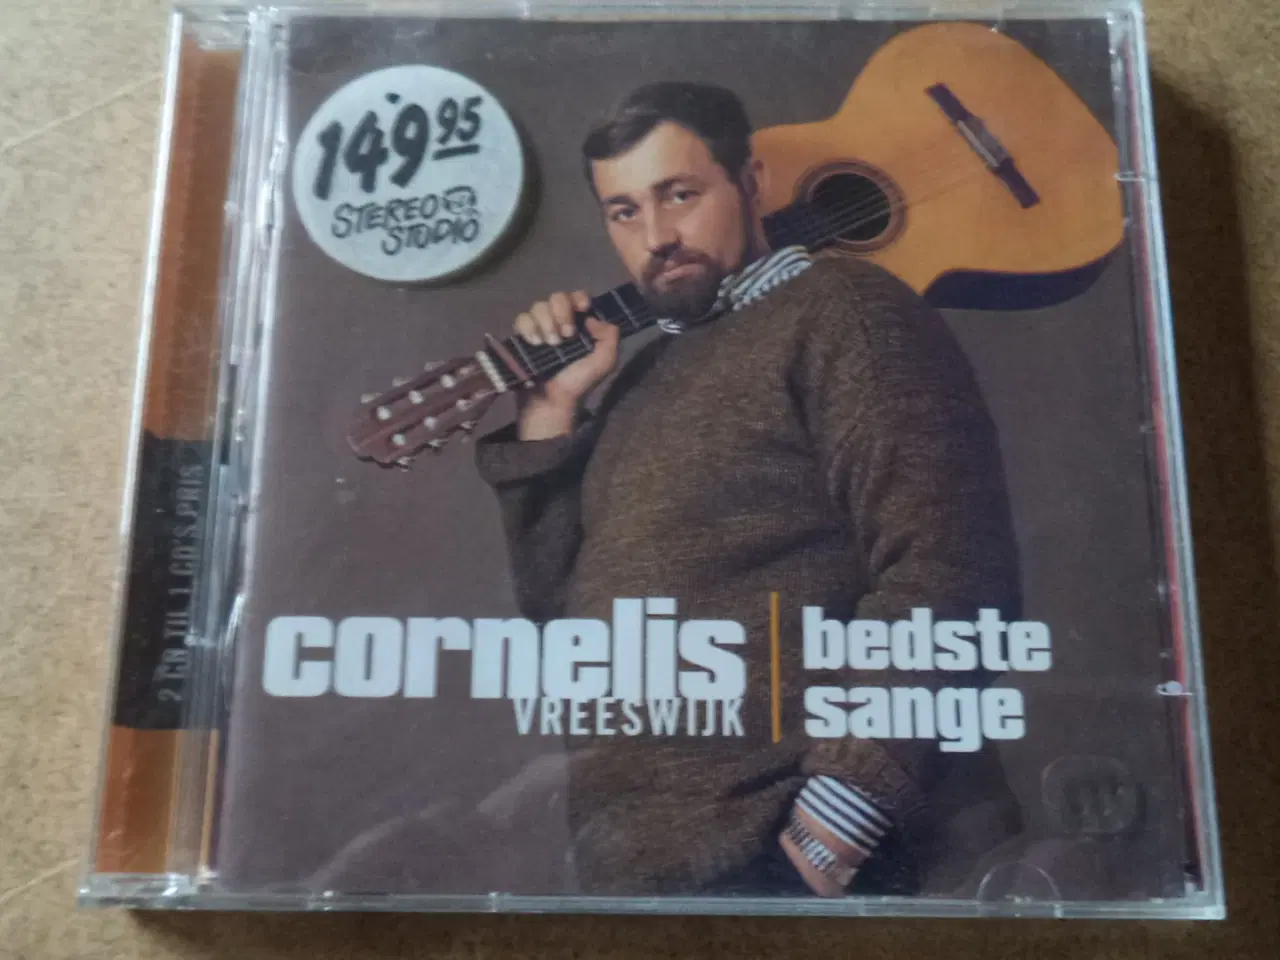 149.95
STEREO
STUDIO
2 CD TIL 1 CD'S PRIS
cornelis
VREESWIJK
bedste
sange